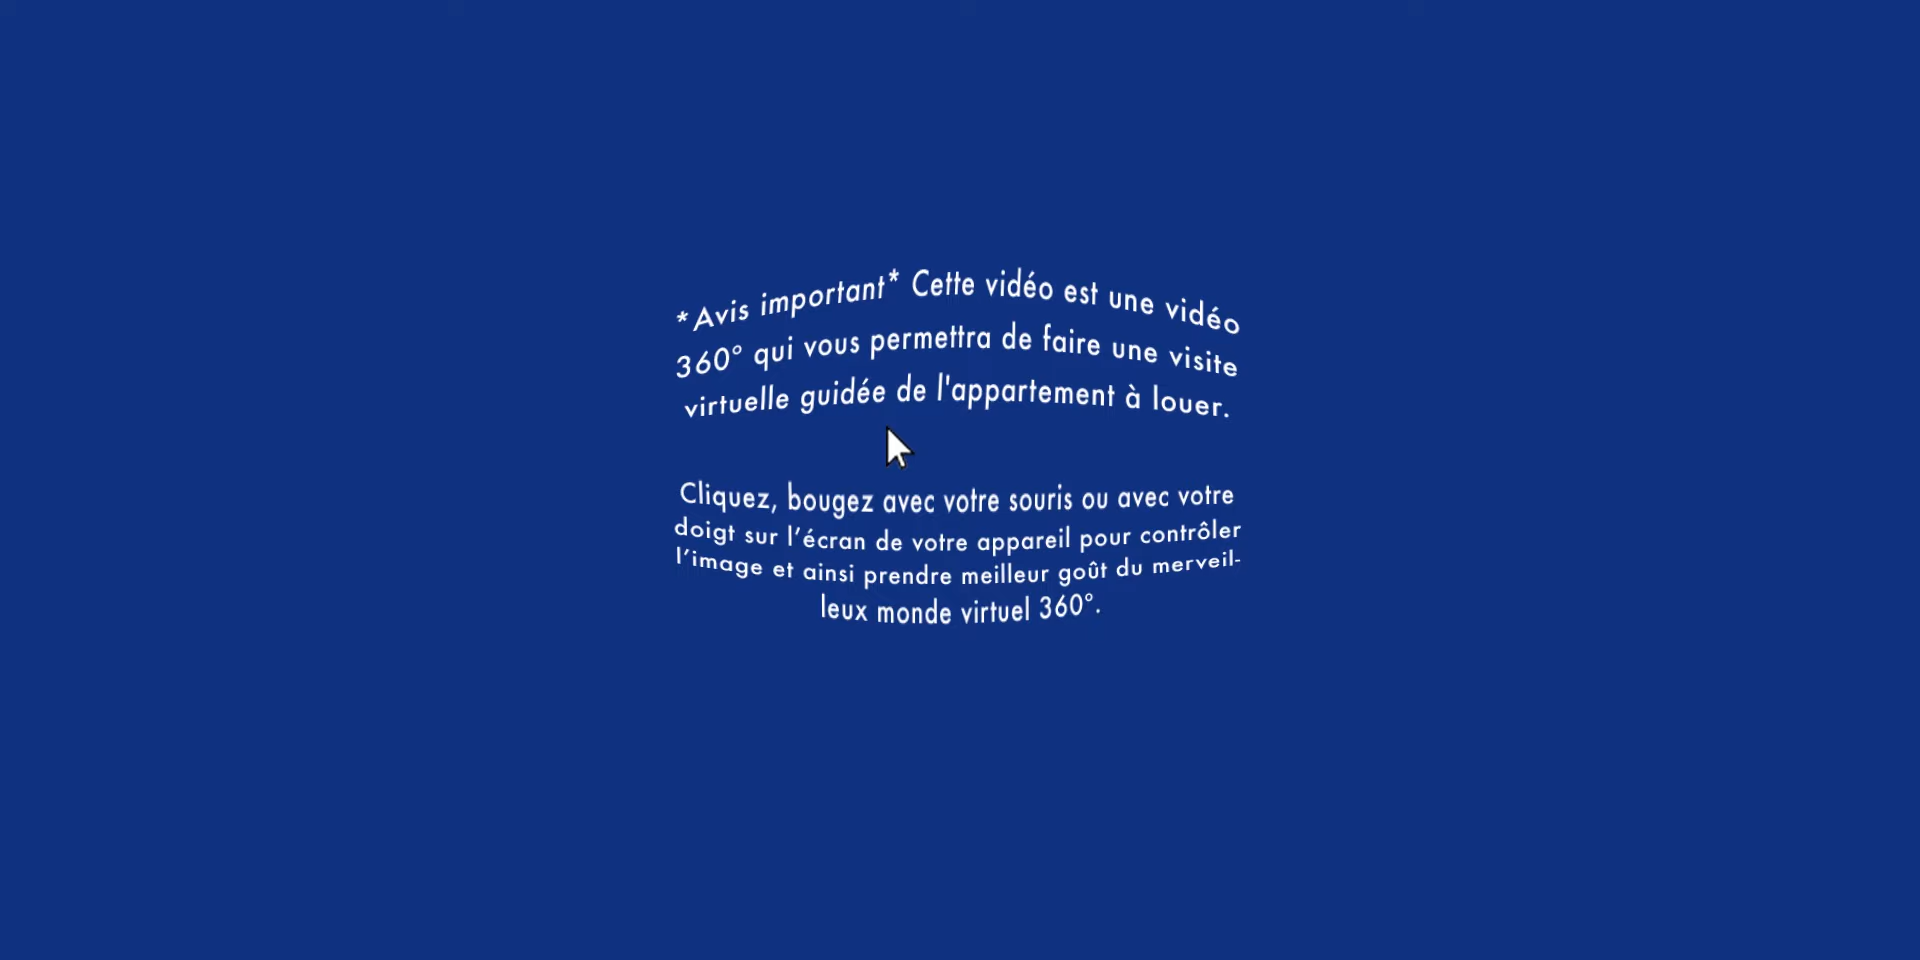 *Avis important* Cette vidéo est une vidéo
360° qui vous permettra de faire une visite
virtuelle guidée de l'appartement à louer.
Cliquez, bougez avec votre souris ou avec votre
doigt sur l’écran de votre appareil pour contrôler
l’image et ainsi prendre meilleur goût du merveil-
leux monde virtuel 360°.